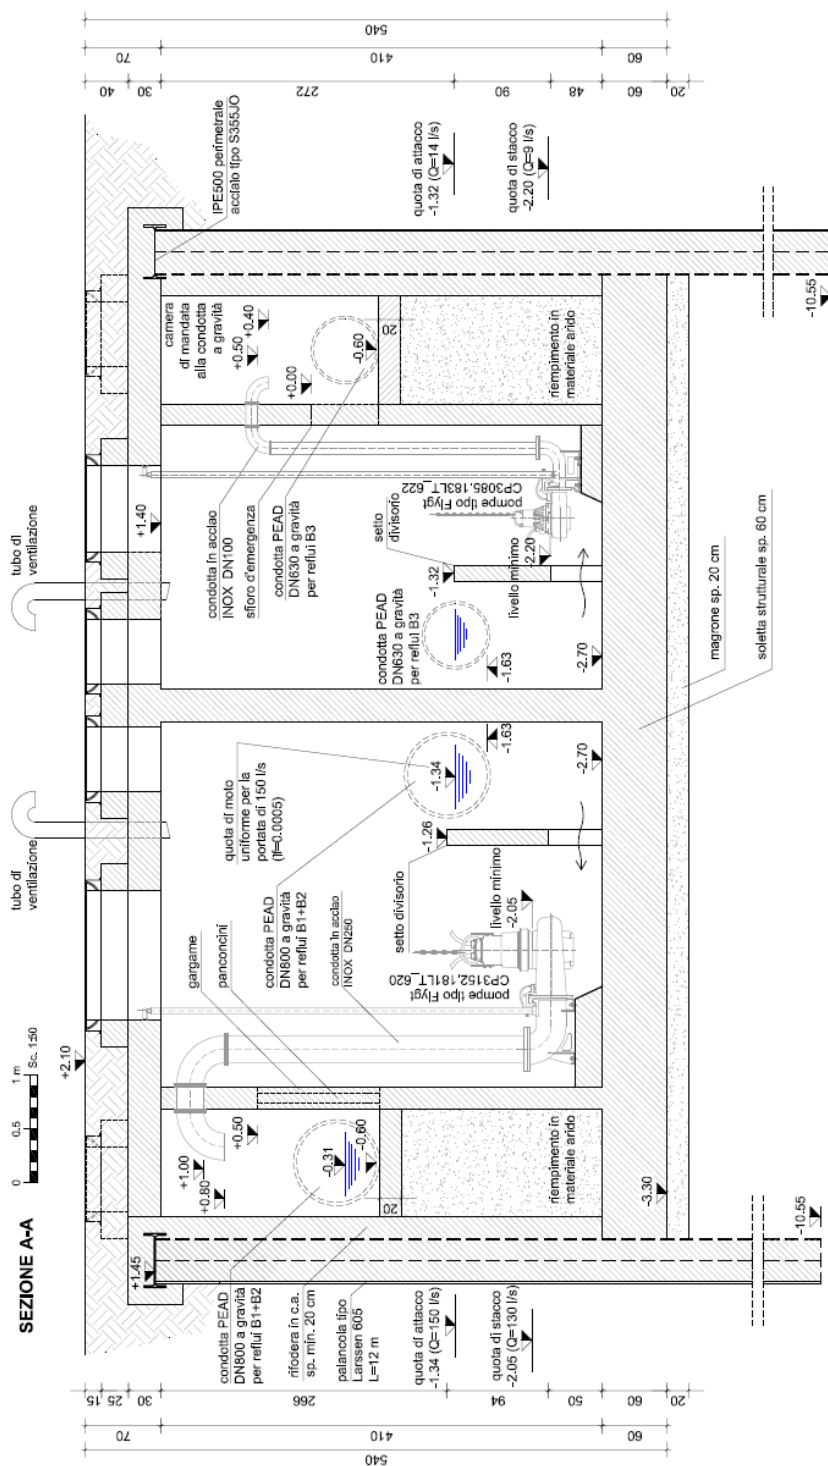 SEZIONE A-A
0
0.5
1 m
Sc. 1:50
+2.10
tubo di
ventilazione
tubo di
ventilazione
15
25
30
266
94
50
60
20
70
410
60
540
40
30
272
90
48
60
20
70
410
60
540
+1.45
+1.00
+0.80
+0.50
-0.31
-0.60
20
riempimento in
materiale arido
-3.30
-10.55
condotta PEAD
DN800 a gravità
per reflui B1+B2
rifodera in c.a.
sp. min. 20 cm
palancola tipo
Larssen 605
L=12 m
quota di attacco
-1.34 (Q=150 l/s)
quota di stacco
-2.05 (Q=130 l/s)
gargame
panconcini
condotta PEAD
DN800 a gravità
per reflui B1+B2
condotta in acciao
INOX DN250
pompe tipo Flygt
CP3152.181LT_620
quota di moto
uniforme per la
portata di 150 l/s
(if=0.0005)
setto divisorio
livello minimo
-2.05
-1.26
-1.34
-1.63
-2.70
+1.40
condotta in acciao
INOX DN100
sfioro d'emergenza
condotta PEAD
DN630 a gravità
per reflui B3
condotta PEAD
DN630 a gravità
per reflui B3
-1.63
-2.70
setto
divisorio
-1.32
livello minimo
-2.20
pompe tipo Flygt
CP3085.183LT_622
camera
di mandata
alla condotta
a gravità
+0.50
+0.40
+0.00
-0.60
20
riempimento in
materiale arido
IPE500 perimetrale
acciaio tipo S355JO
quota di attacco
-1.32 (Q=14 l/s)
quota di stacco
-2.20 (Q=9 l/s)
-10.55
magrone sp. 20 cm
soletta strutturale sp. 60 cm